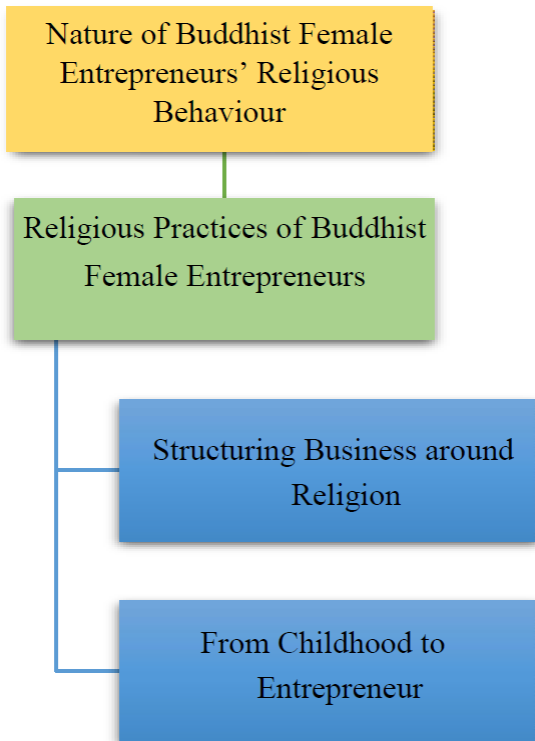 Nature of Buddhist Female
Entrepreneurs’ Religious
Behaviour
Religious Practices of Buddhist
Female Entrepreneurs
Structuring Business around
Religion
From Childhood to
Entrepreneur